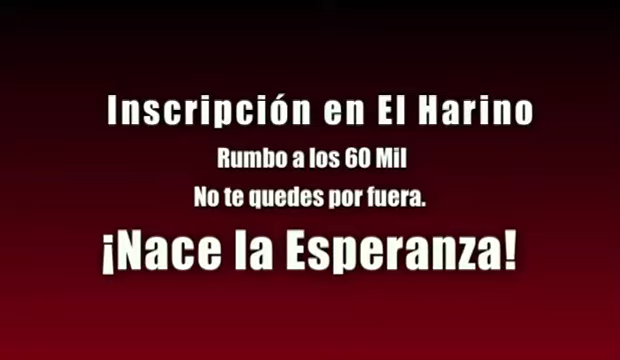 Inscripción en El Harino
Rumbo a los 60 Mil
No te quedes por fuera.
¡Nace la Esperanza!